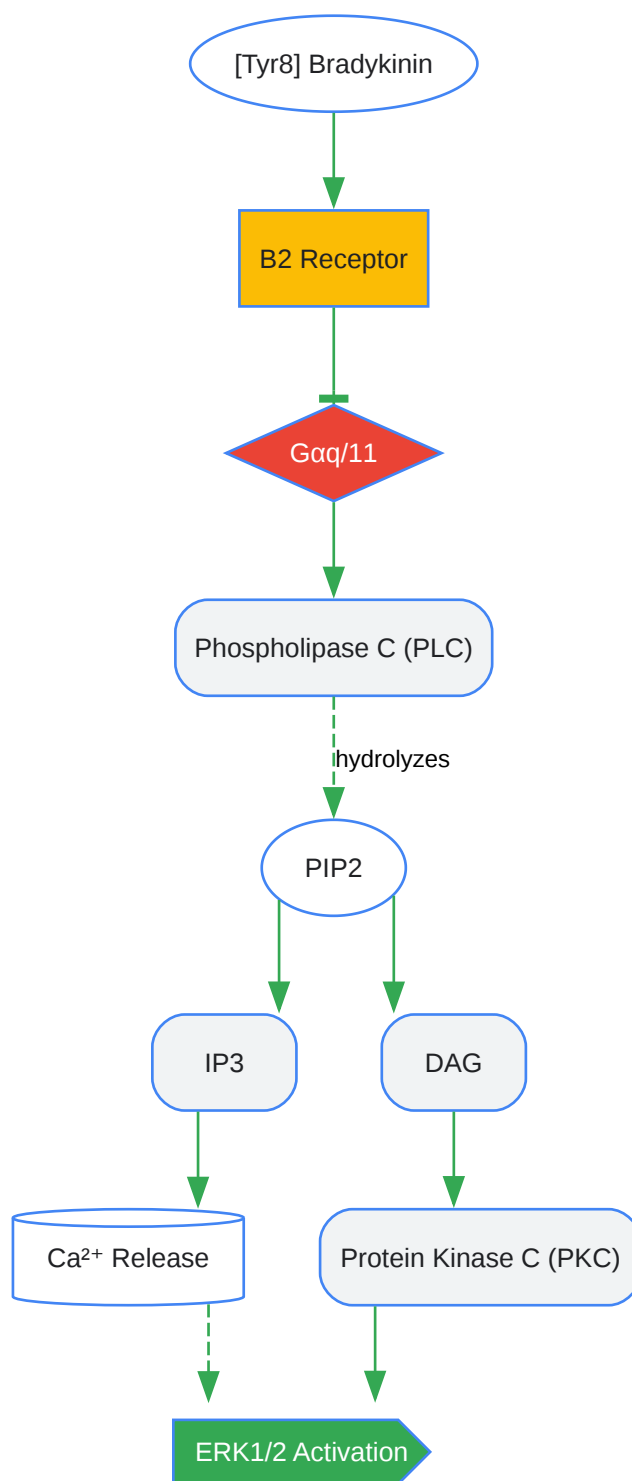 [Tyr8] Bradykinin
B2 Receptor
Gαq/11
Phospholipase C (PLC)
hydrolyzes
PIP2
IP3
DAG
Ca²⁺ Release
Protein Kinase C (PKC)
ERK1/2 Activation